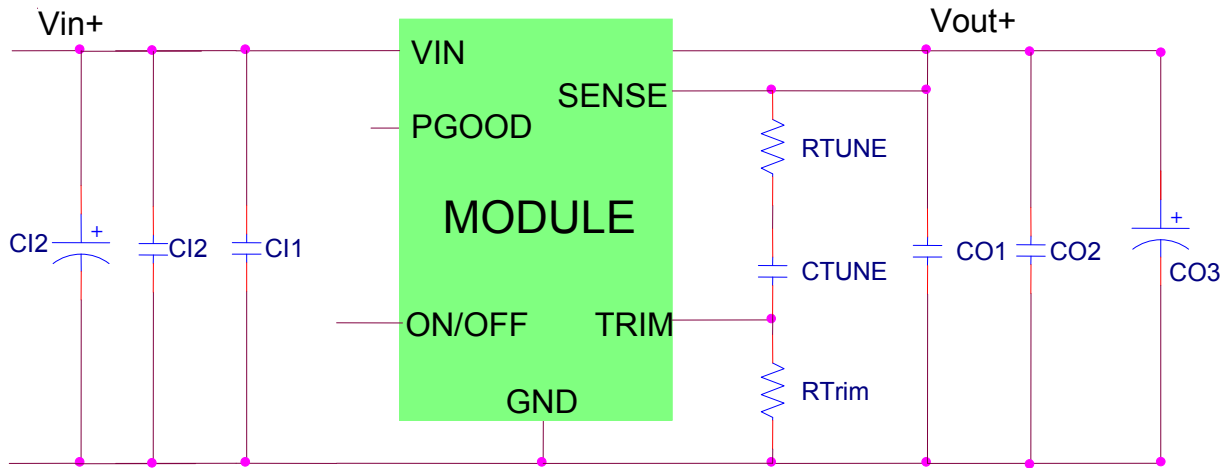 Vin+
Vout+
VIN
SENSE
PGOOD
RTUNE
MODULE
+
CI2
CI2
CI1
CTUNE
CO1
CO2
+
CO3
ON/OFF
TRIM
RTrim
GND